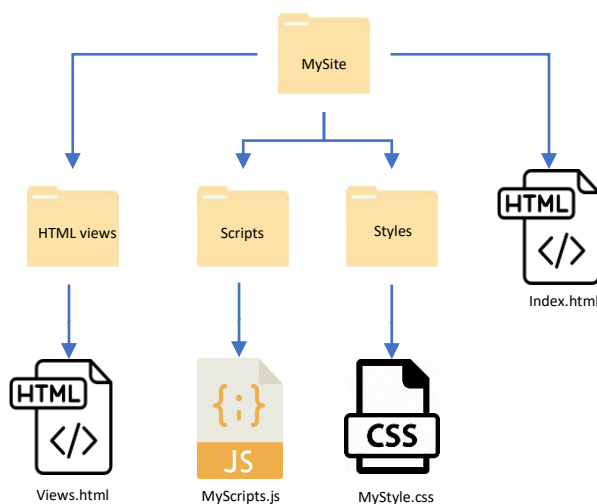 MySite
HTML views
Scripts
Styles
HTML
</>
Index.html
HTML
</>
Views.html
{;}
JS
MyScripts.js
CSS
MyStyle.css